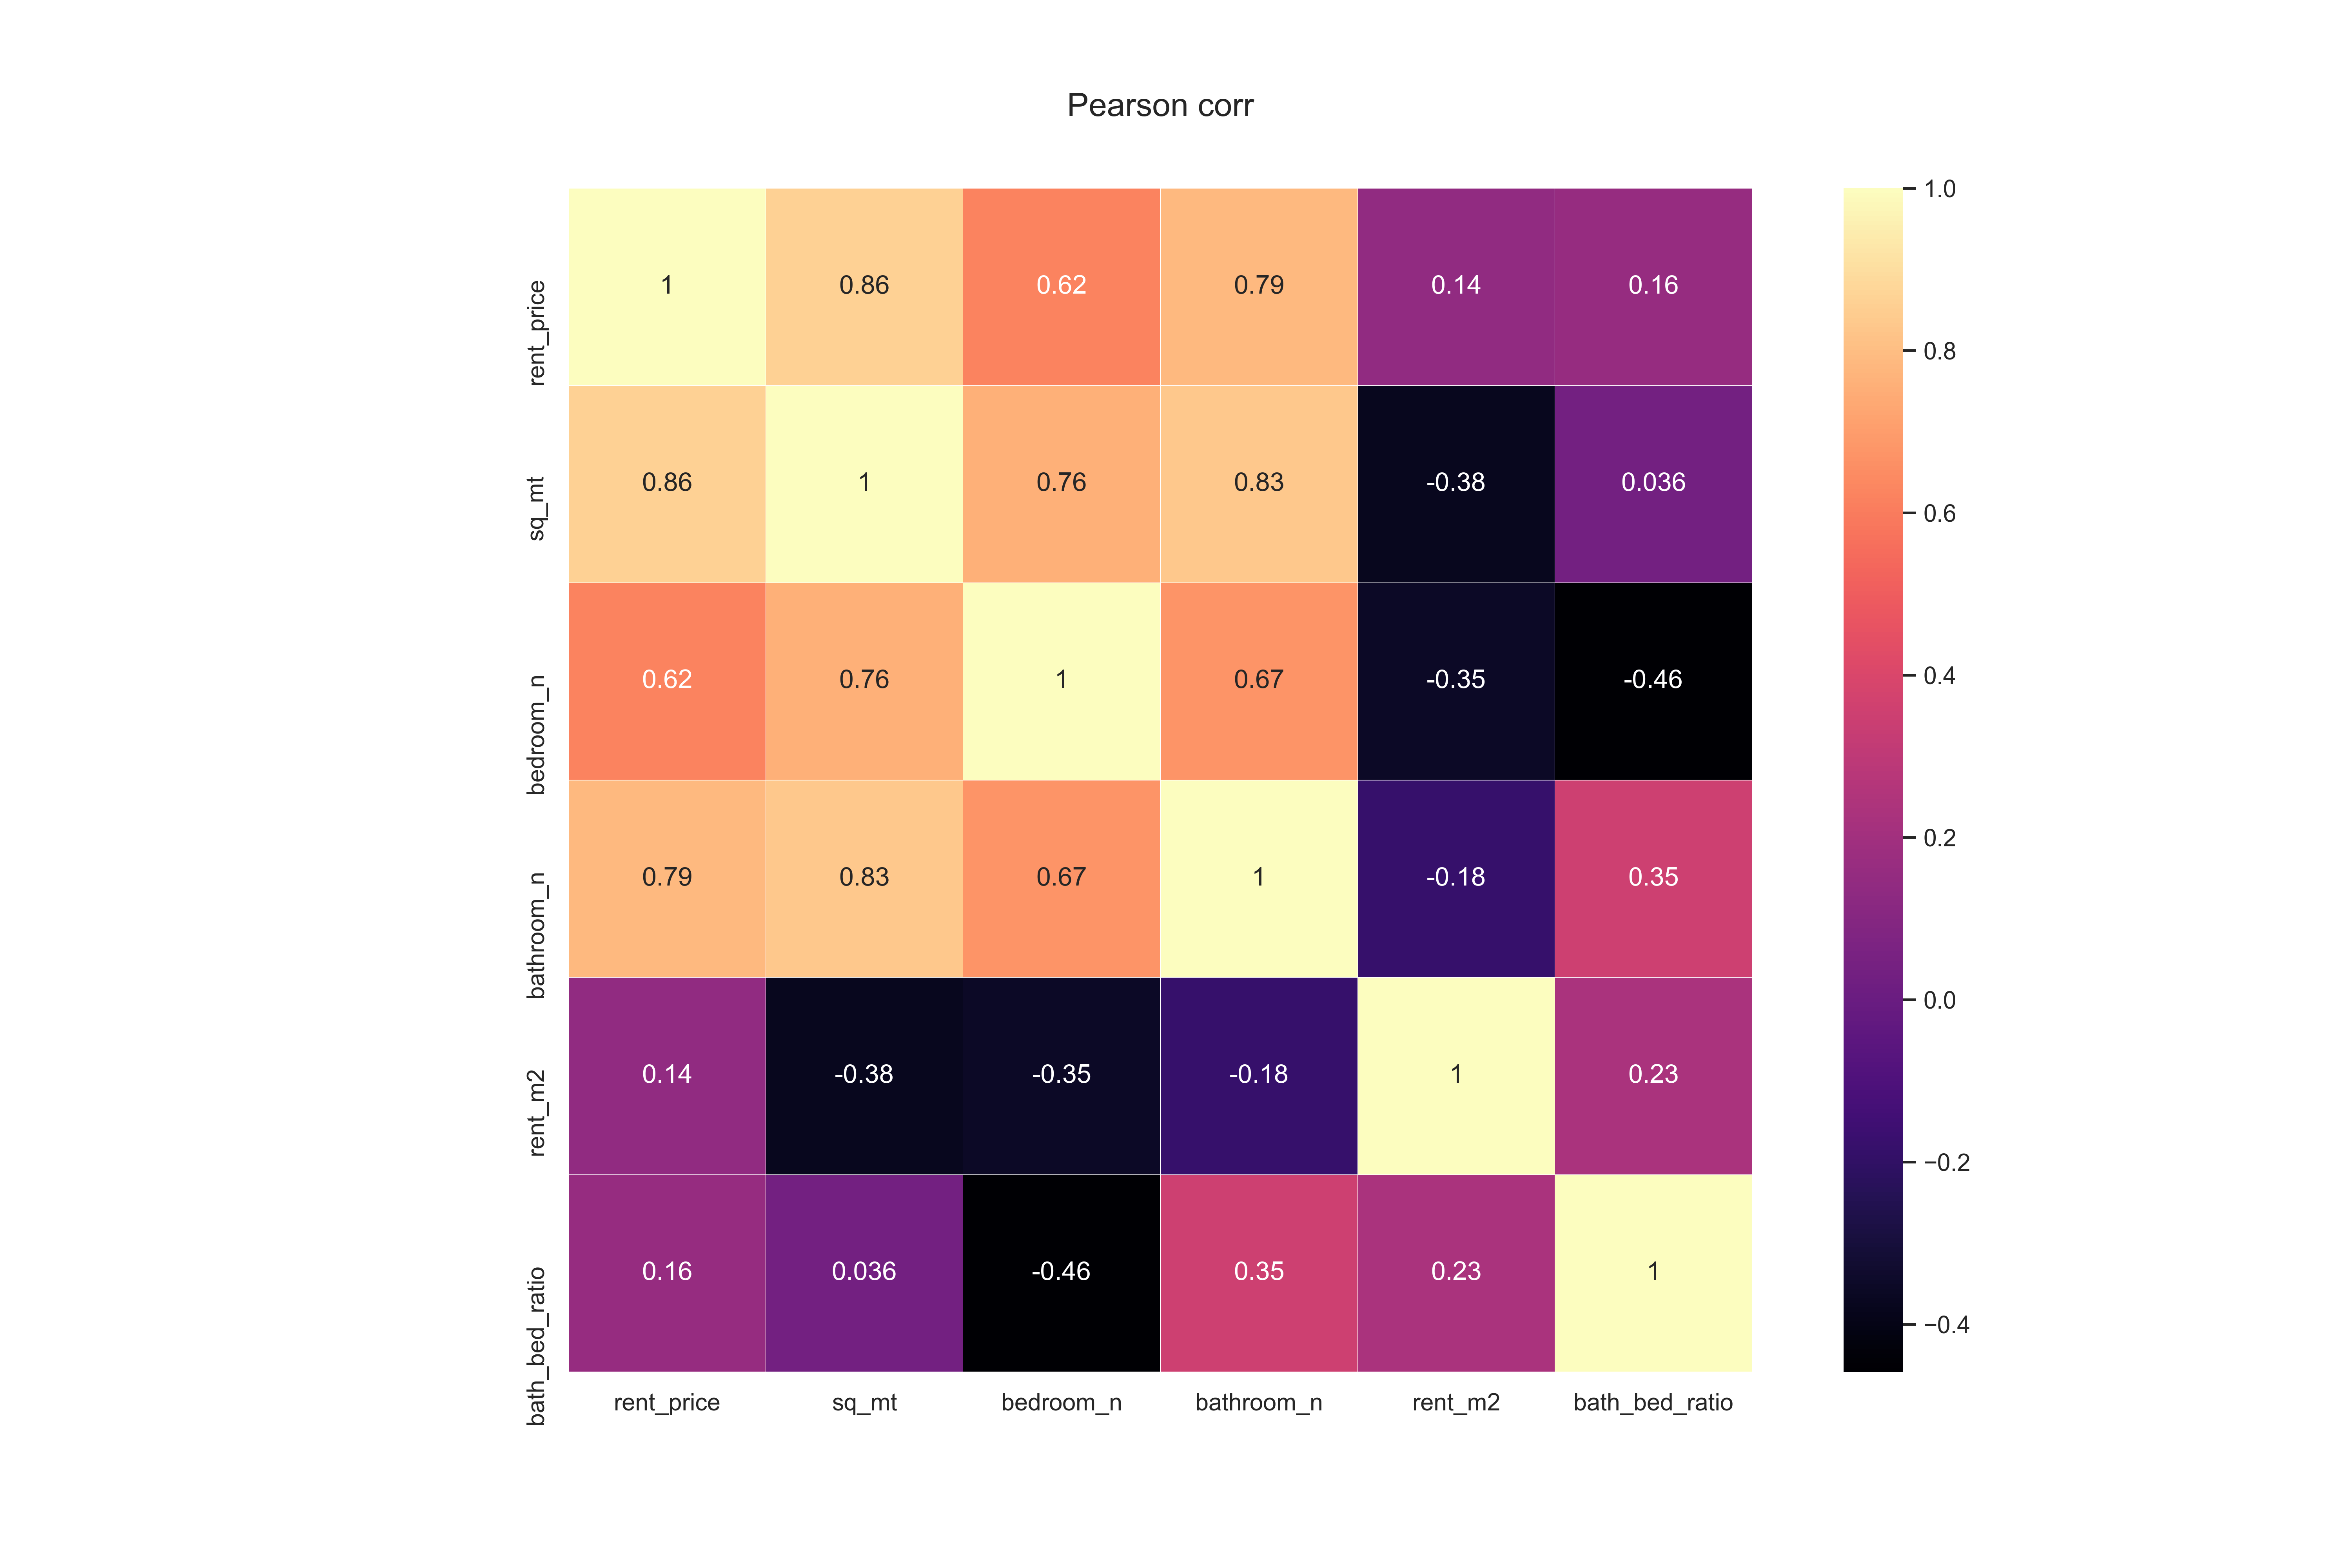 Pearson corr
rent_price 1 0.86 0.62 0.79 0.14 0.16
sq_mt 0.86 1 0.76 0.83 -0.38 0.036
bedroom_n 0.62 0.76 1 0.67 -0.35 -0.46
bathroom_n 0.79 0.83 0.67 1 -0.18 0.35
rent_m2 0.14 -0.38 -0.35 -0.18 1 0.23
bath_bed_ratio 0.16 0.036 -0.46 0.35 0.23 1
rent_price sq_mt bedroom_n bathroom_n rent_m2 bath_bed_ratio
1.0
0.8
0.6
0.4
0.2
0.0
−0.2
−0.4